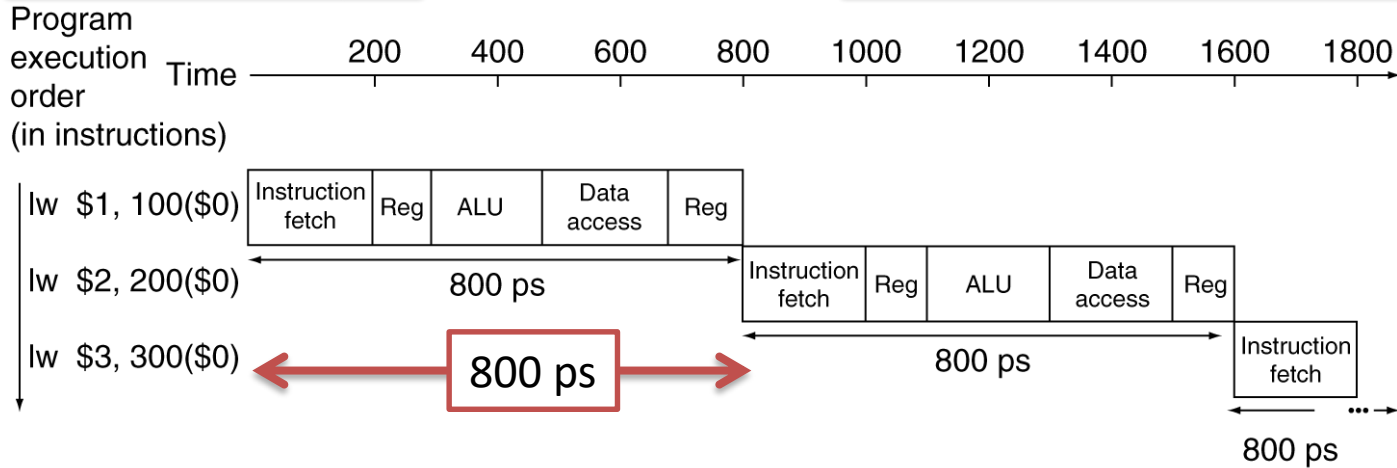 Program
execution
order
(in instructions)
Time
200 400 600 800 1000 1200 1400 1600 1800
lw $1, 100($0)
Instruction
fetch
Reg
ALU
Data
access
Reg
800 ps
lw $2, 200($0)
Instruction
fetch
Reg
ALU
Data
access
Reg
800 ps
lw $3, 300($0)
800 ps
Instruction
fetch
...
800 ps